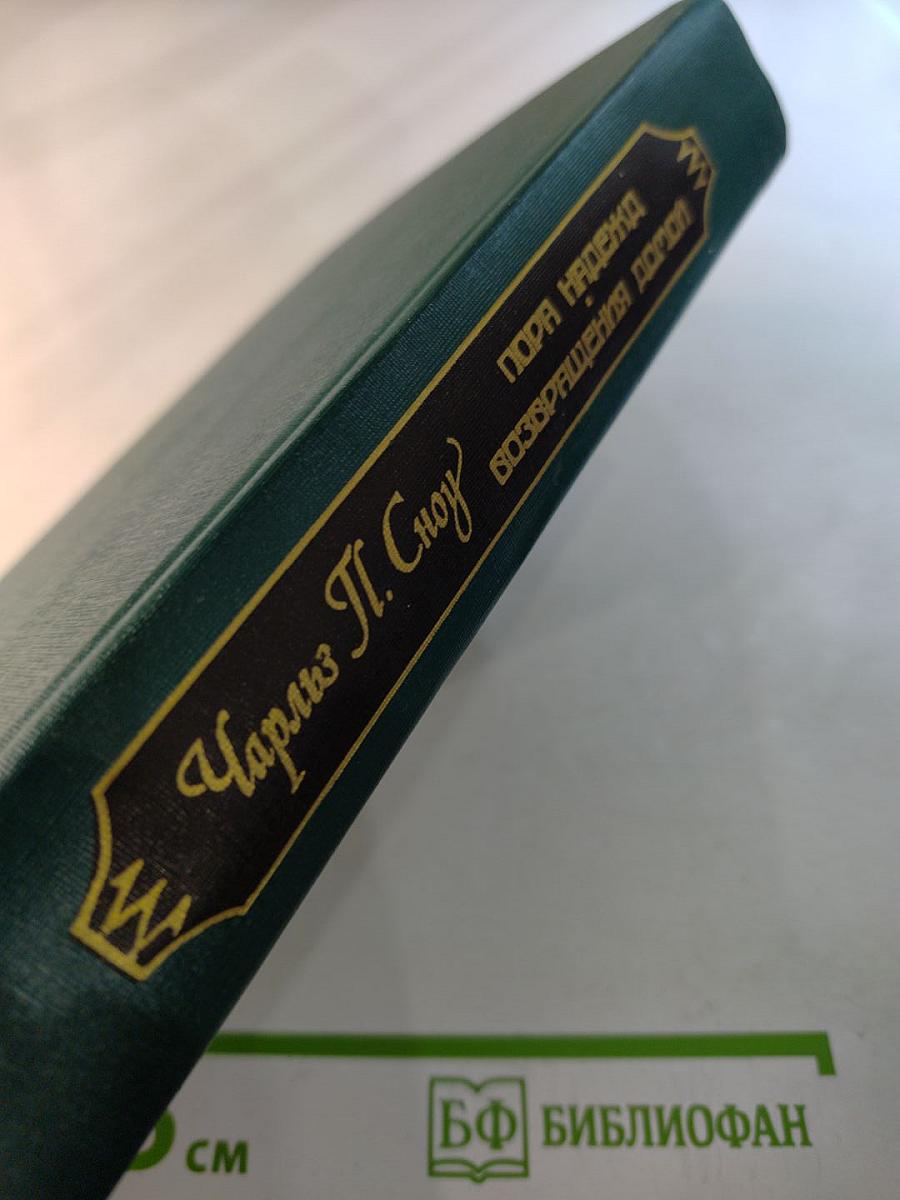 Чарльз П. Сноу
ПОРА НАДЕЖД
ВОЗВРАЩЕНИЯ ДОМОЙ
см
БФ БИБЛИОФАН